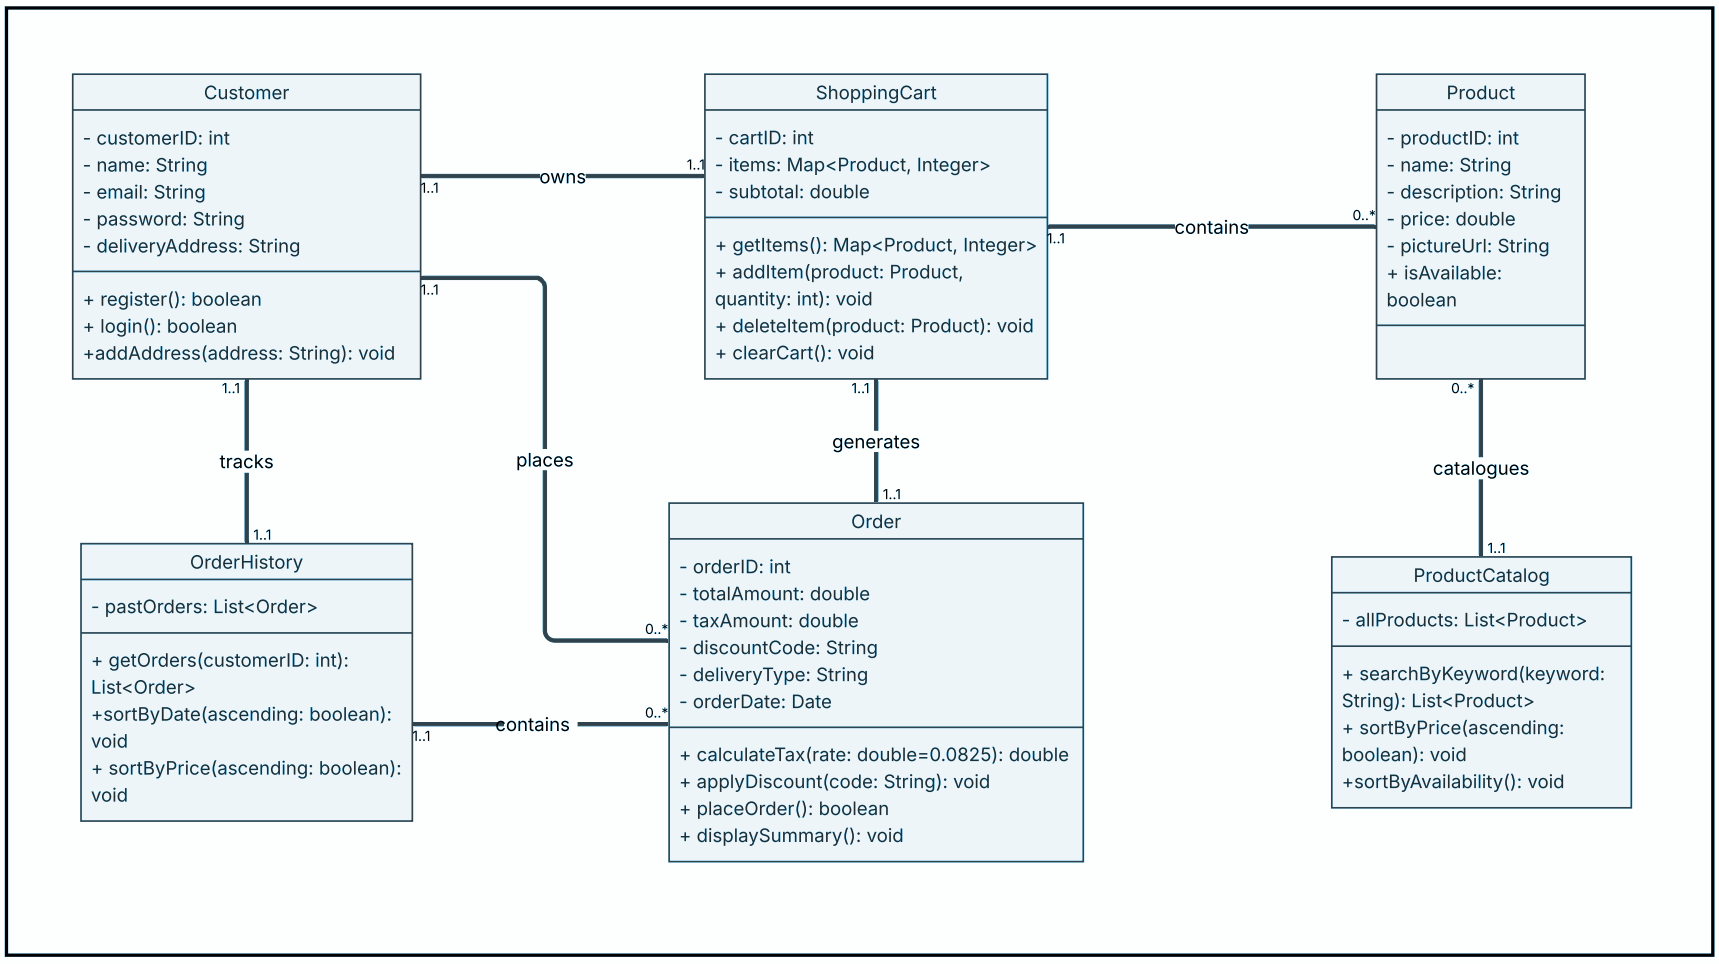 Customer
- customerID: int
- name: String
- email: String
- password: String
- deliveryAddress: String
+ register(): boolean
+ login(): boolean
+addAddress(address: String): void
1..1
owns
1..1
ShoppingCart
- cartID: int
- items: Map<Product, Integer>
- subtotal: double
+ getItems(): Map<Product, Integer>
+ addItem(product: Product,
quantity: int): void
+ deleteItem(product: Product): void
+ clearCart(): void
1..1
contains
0..*
Product
- productID: int
- name: String
- description: String
- price: double
- pictureUrl: String
+ isAvailable:
boolean
1..1
places
0..*
1..1
tracks
1..1
1..1
generates
1..1
0..*
catalogues
1..1
OrderHistory
- pastOrders: List<Order>
+ getOrders(customerID: int):
List<Order>
+sortByDate(ascending: boolean):
void
+ sortByPrice(ascending: boolean):
void
1..1
contains
0..*
Order
- orderID: int
- totalAmount: double
- taxAmount: double
- discountCode: String
- deliveryType: String
- orderDate: Date
+ calculateTax(rate: double=0.0825): double
+ applyDiscount(code: String): void
+ placeOrder(): boolean
+ displaySummary(): void
ProductCatalog
- allProducts: List<Product>
+ searchByKeyword(keyword:
String): List<Product>
+ sortByPrice(ascending:
boolean): void
+sortByAvailability(): void